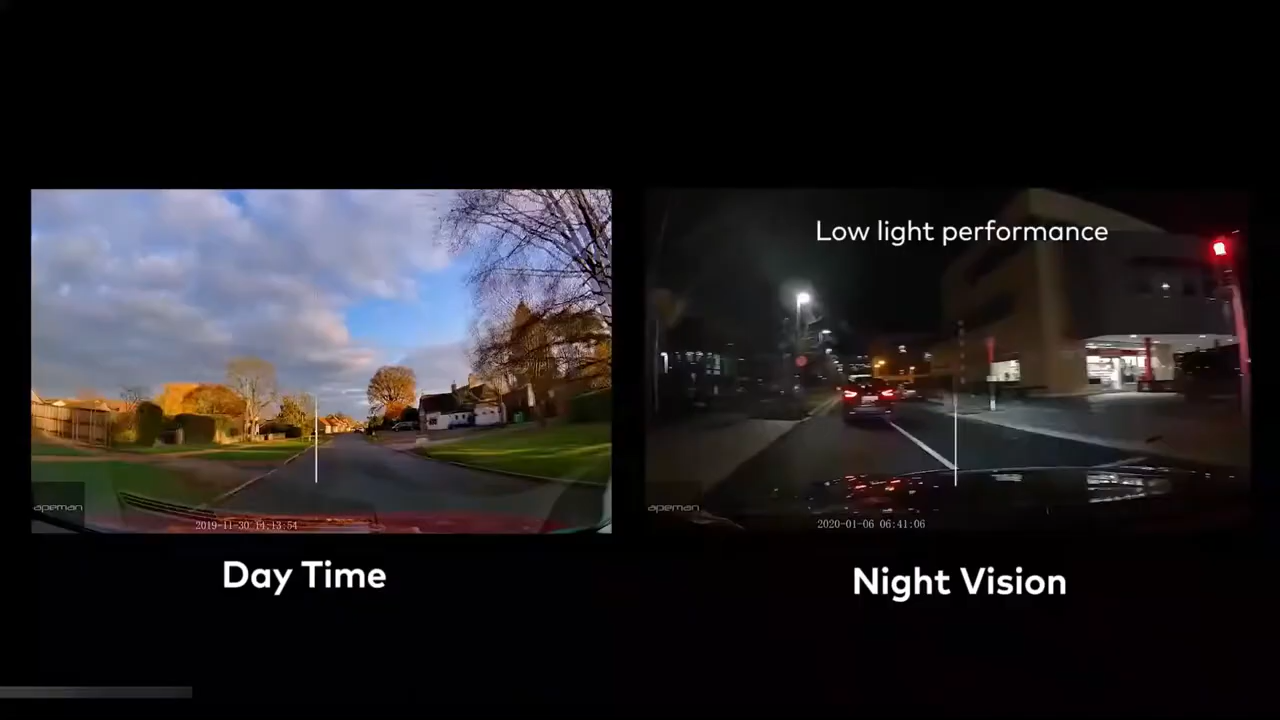 Low light performance
apeman
2019-11-30 14:13:54
apeman
2020-01-06 06:41:06
Day Time
Night Vision